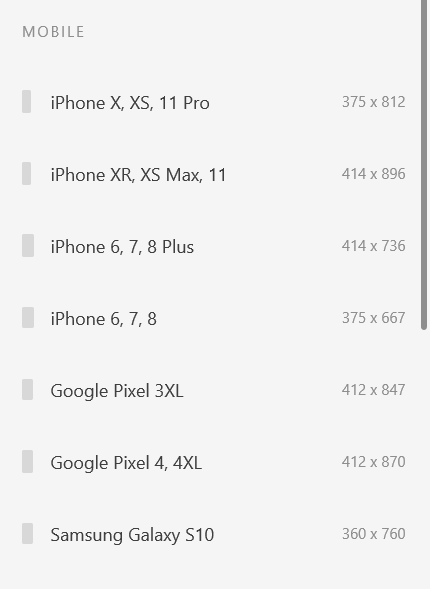 MOBILE
iPhone X, XS, 11 Pro 375 x 812
iPhone XR, XS Max, 11 414 x 896
iPhone 6, 7, 8 Plus 414 x 736
iPhone 6, 7, 8 375 x 667
Google Pixel 3XL 412 x 847
Google Pixel 4, 4XL 412 x 870
Samsung Galaxy S10 360 x 760